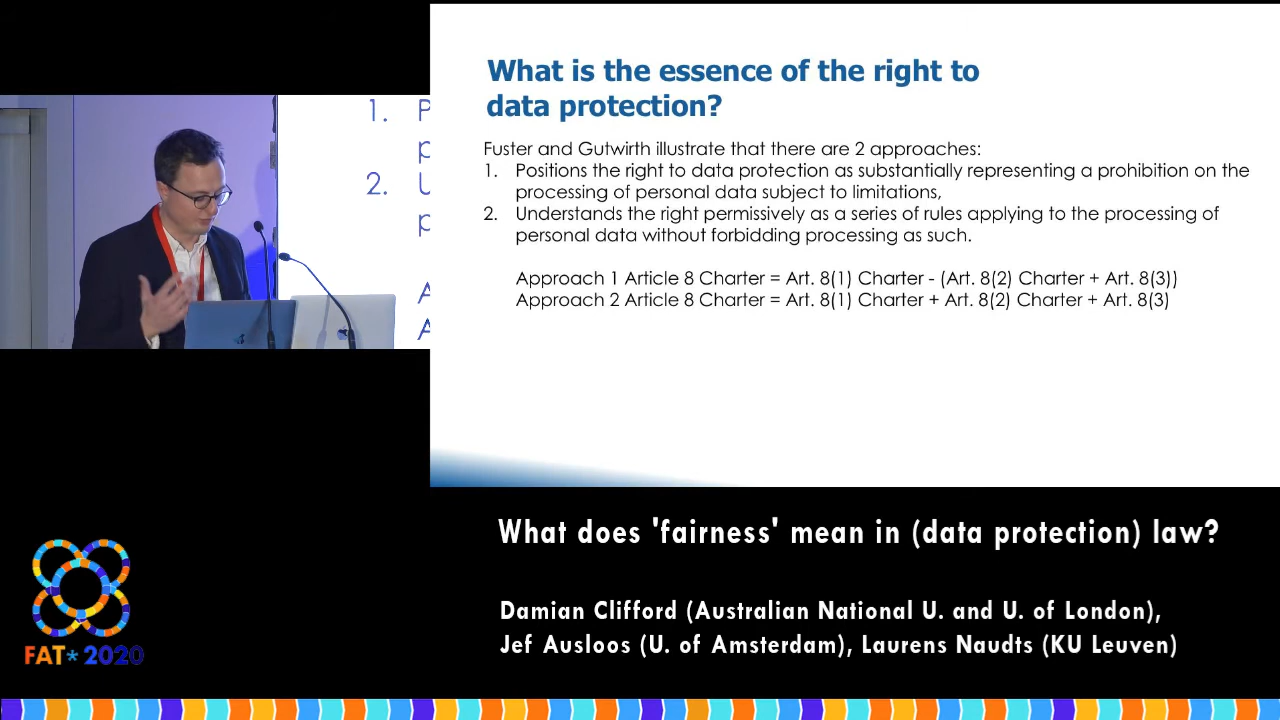 1. P
p
2. U
p
A
A
What is the essence of the right to
data protection?
Fuster and Gutwirth illustrate that there are 2 approaches:
1. Positions the right to data protection as substantially representing a prohibition on the
processing of personal data subject to limitations,
2. Understands the right permissively as a series of rules applying to the processing of
personal data without forbidding processing as such.
Approach 1 Article 8 Charter = Art. 8(1) Charter - (Art. 8(2) Charter + Art. 8(3))
Approach 2 Article 8 Charter = Art. 8(1) Charter + Art. 8(2) Charter + Art. 8(3)
What does 'fairness' mean in (data protection) law?
Damian Clifford (Australian National U. and U. of London),
Jef Ausloos (U. of Amsterdam), Laurens Naudts (KU Leuven)
FAT* 2020